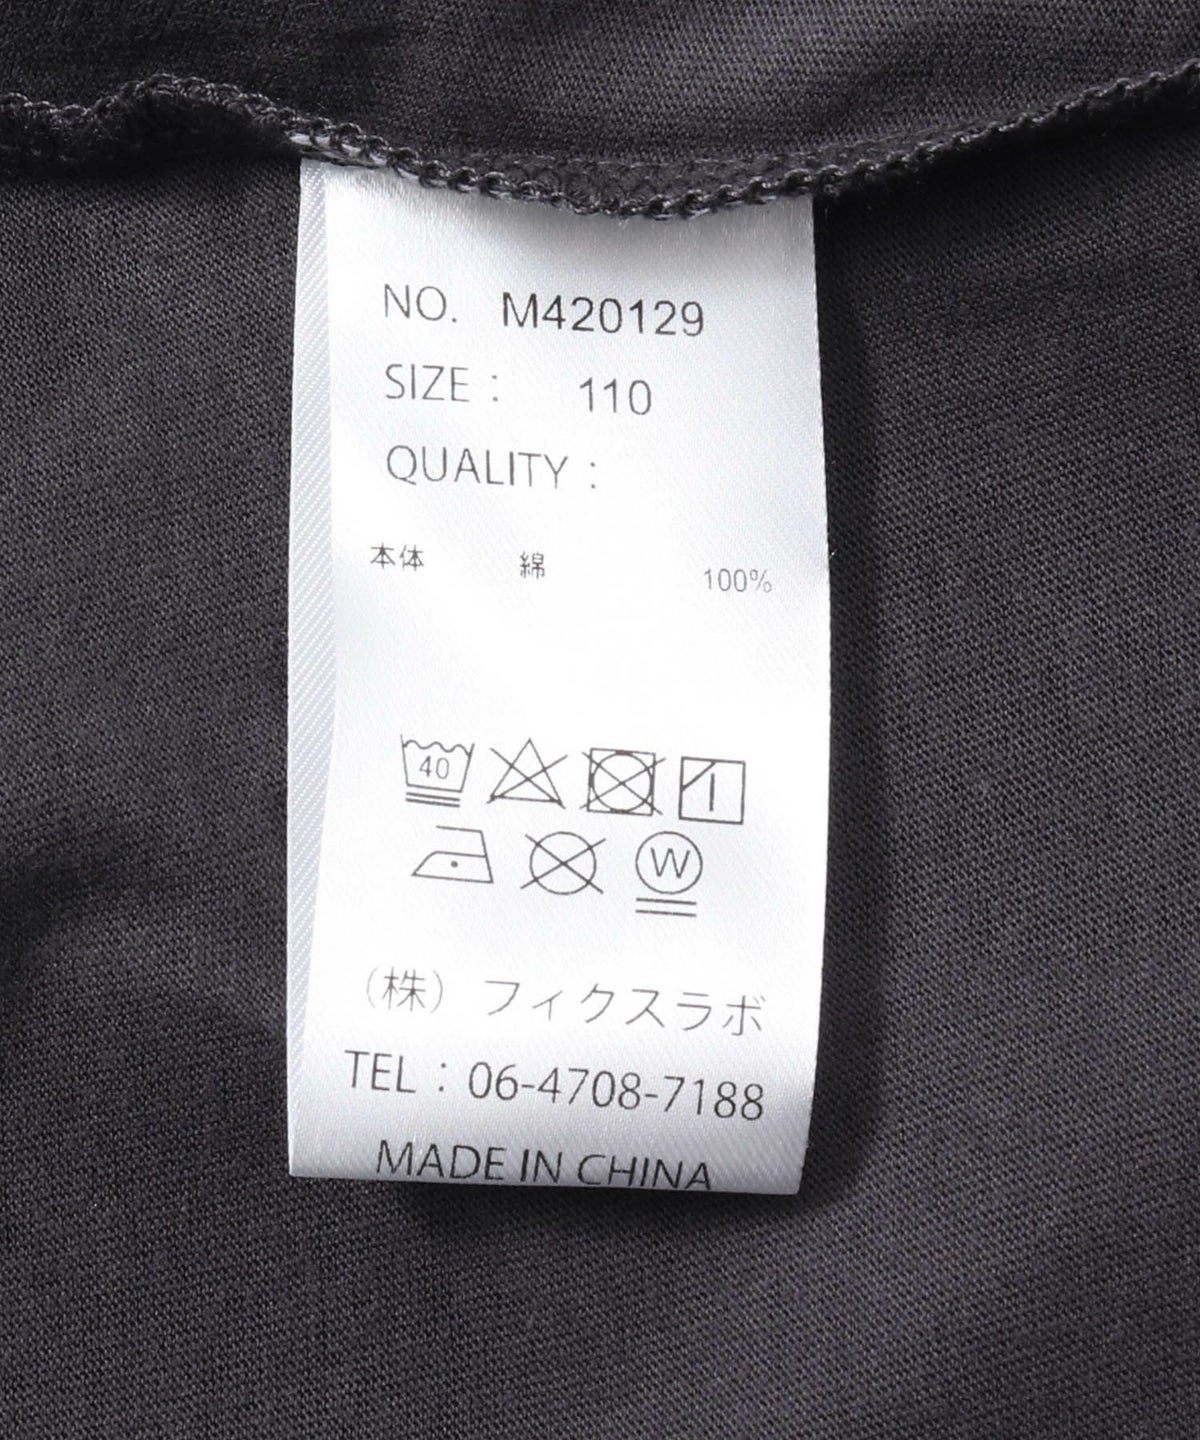 NO. M420129
SIZE : 110
QUALITY :
本体 綿 100%
40
W
(株) フィクスラボ
TEL : 06-4708-7188
MADE IN CHINA